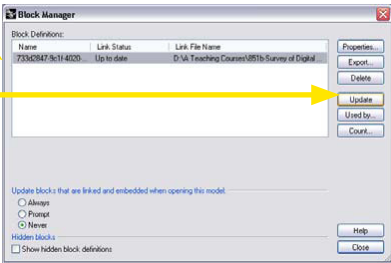 Block Manager
Block Definitions:
Name Link Status Link File Name
733d2847-9c1f-4020-... Up to date D:\A Teaching Courses\851b-Survey of Digital ...
Properties...
Export...
Delete
Update
Used by...
Count...
Update blocks that are linked and embedded when opening this model
Always
Prompt
Never
Hidden blocks
Show hidden block definitions
Help
Close